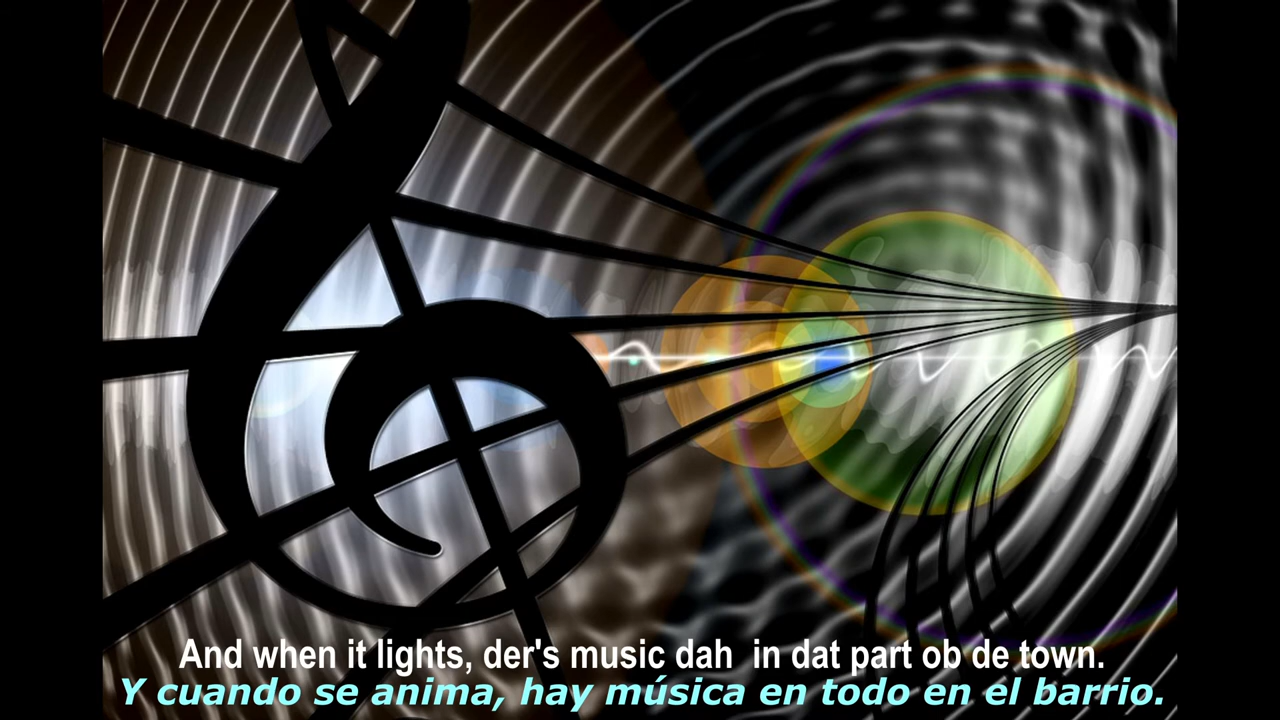 And when it lights, der's music dah  in dat part ob de town.
Y cuando se anima, hay música en todo en el barrio.